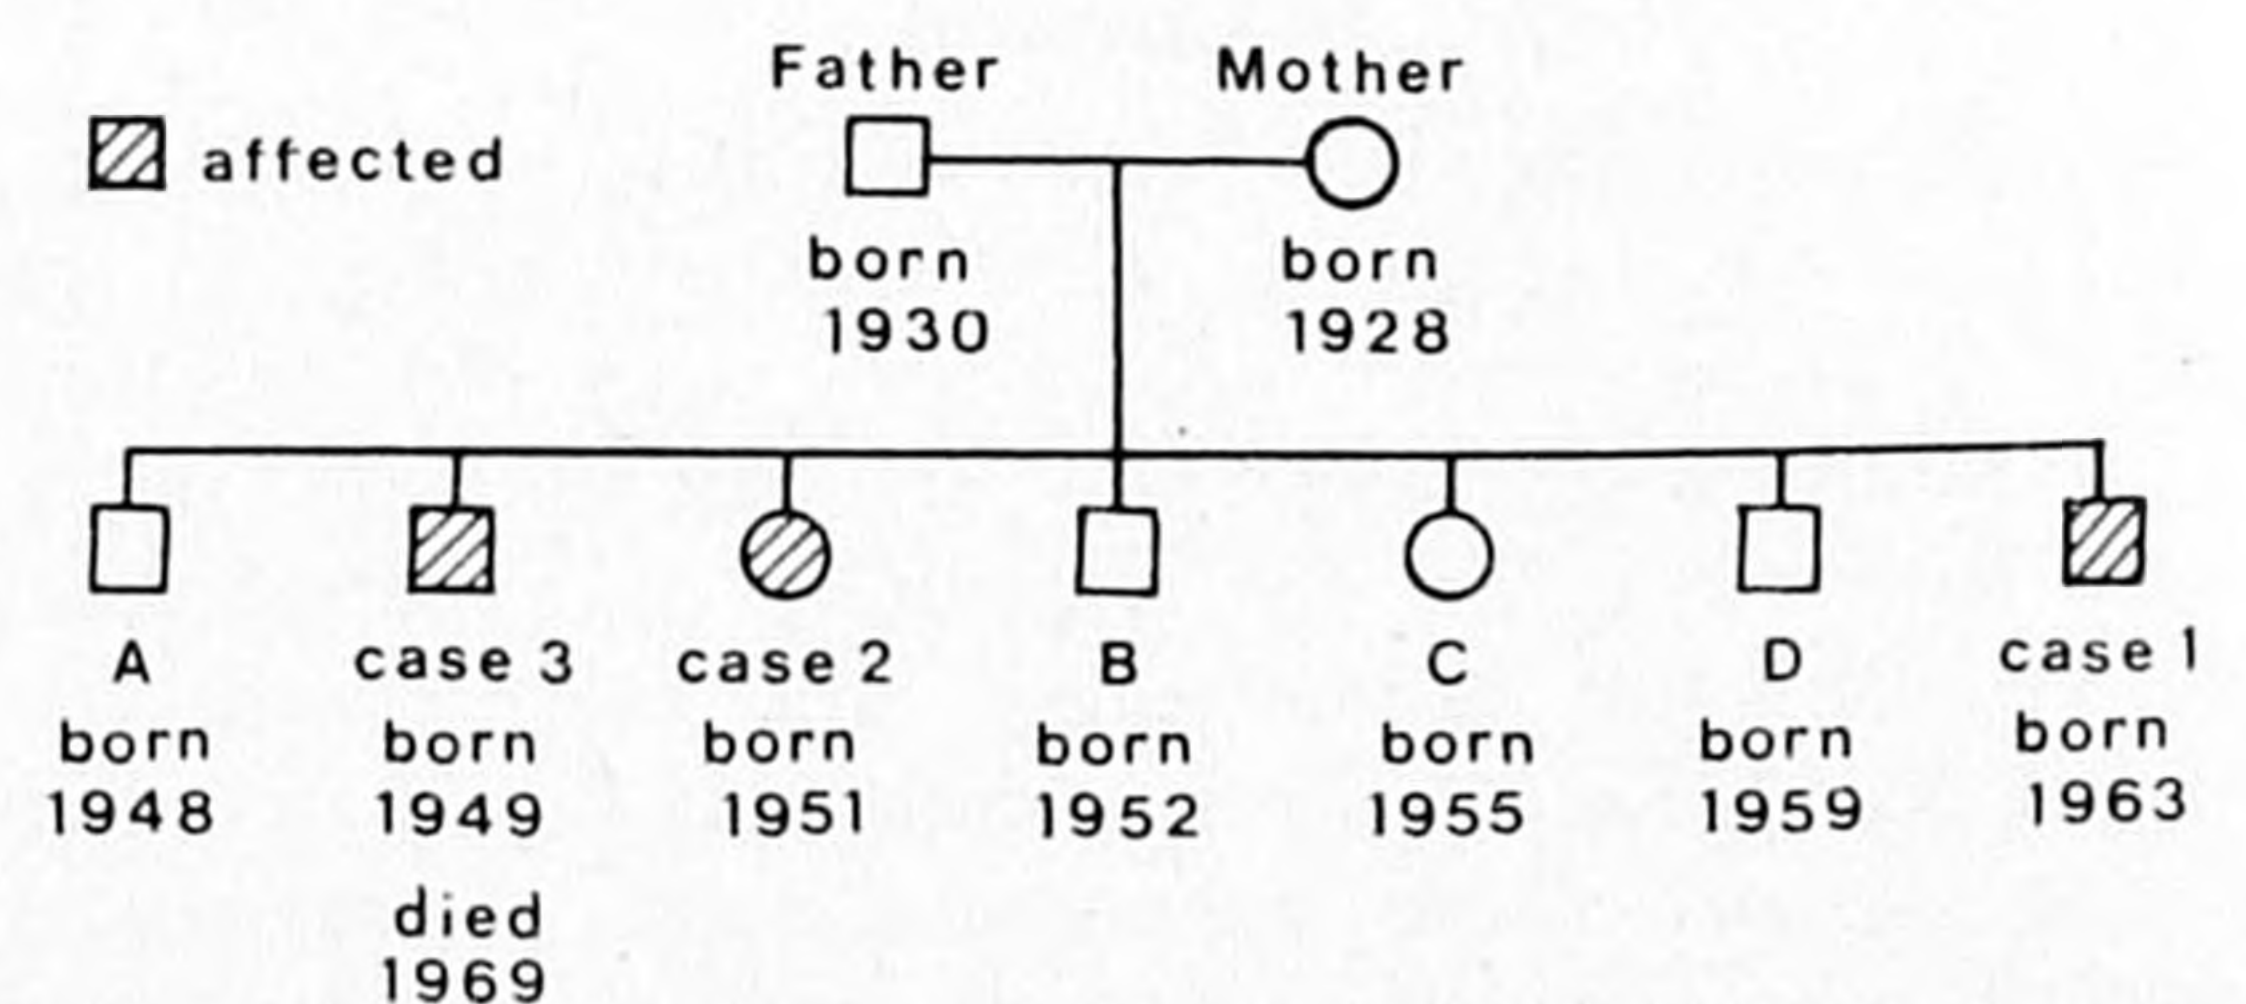 Father Mother
affected
born born
1930 1928
A case 3 case 2 B C D case 1
born born born born born born born
1948 1949 1951 1952 1955 1959 1963
died
1969